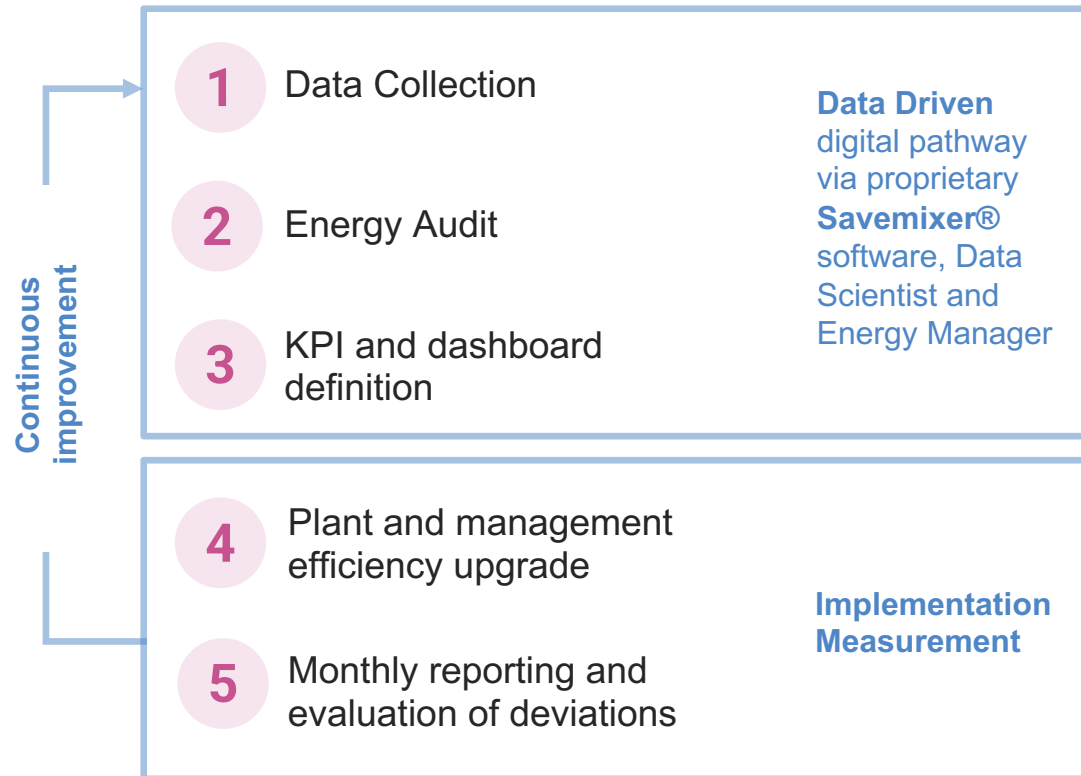 1
Data Collection
2
Energy Audit
3
KPI and dashboard
definition
Data Driven
digital pathway
via proprietary
Savemixer®
software, Data
Scientist and
Energy Manager
Continuous
improvement
4
Plant and management
efficiency upgrade
5
Monthly reporting and
evaluation of deviations
Implementation
Measurement